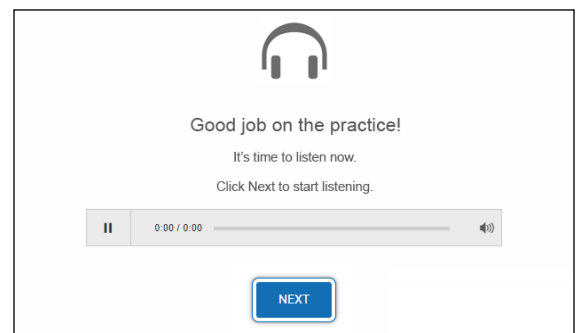 Good job on the practice!
It's time to listen now.
Click Next to start listening.
0:00 / 0:00
NEXT